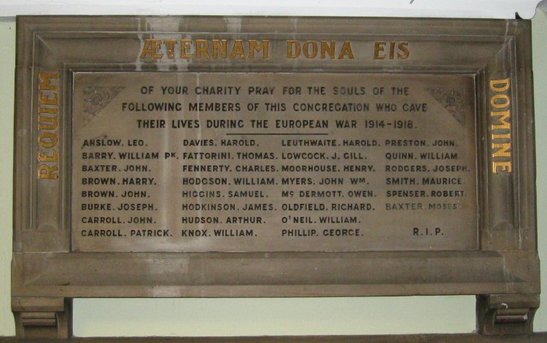 REQUIEM
ÆTERNAM DONA EIS
DOMINE
OF YOUR CHARITY PRAY FOR THE SOULS OF THE
FOLLOWING MEMBERS OF THIS CONGREGATION WHO GAVE
THEIR LIVES DURING THE EUROPEAN WAR 1914-1918.
ANSLOW, LEO. DAVIES, HAROLD. LEUTHWAITE, HAROLD. PRESTON, JOHN.
BARRY, WILLIAM PK. FATTORINI, THOMAS. LOWCOCK, J. GILL. QUINN, WILLIAM.
BAXTER, JOHN. FENNERTY, CHARLES. MOORHOUSE, HENRY. RODGERS, JOSEPH.
BROWN, HARRY. HODGSON, WILLIAM. MYERS, JOHN WM. SMITH, MAURICE.
BROWN, JOHN. HIGGINS, SAMUEL. MC DERMOTT, OWEN. SPENSER, ROBERT.
BURKE, JOSEPH. HODKINSON, JAMES. OLDFIELD, RICHARD. BAXTER MOSES
CARROLL, JOHN. HUDSON, ARTHUR. O'NEIL, WILLIAM.
CARROLL, PATRICK. KNOX, WILLIAM. PHILLIP, GEORGE. R.I.P.